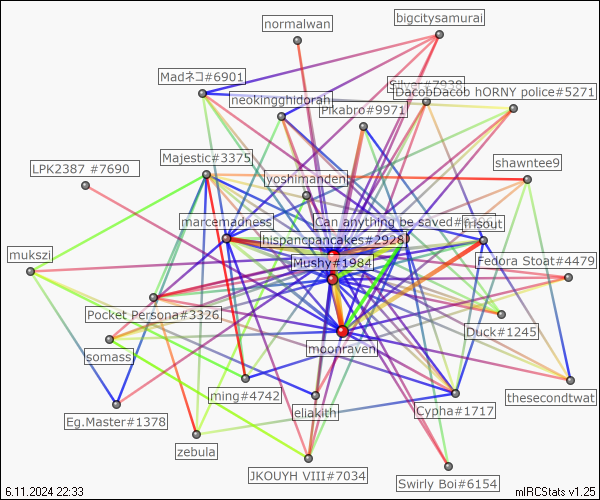 normalwan
bigcitysamurai
Madネコ#6901
Silver#7938
DacobDacob hORNY police#5271
neokingghidorah
Pikabro#9971
Majestic#3375
shawntee9
LPK2387 #7690
yoshimanden
marcemadness
Can anything be saved
frisout
hispancpancakes#2928
mukszi
Mushy#1984
Fedora Stoat#4479
Pocket Persona#3326
Duck#1245
moonraven
somass
ming#4742
thesecondtwat
eliakith
Cypha#1717
Eg.Master#1378
zebula
JKOUYH VIII#7034
Swirly Boi#6154
6.11.2024 22:33
mIRCStats v1.25